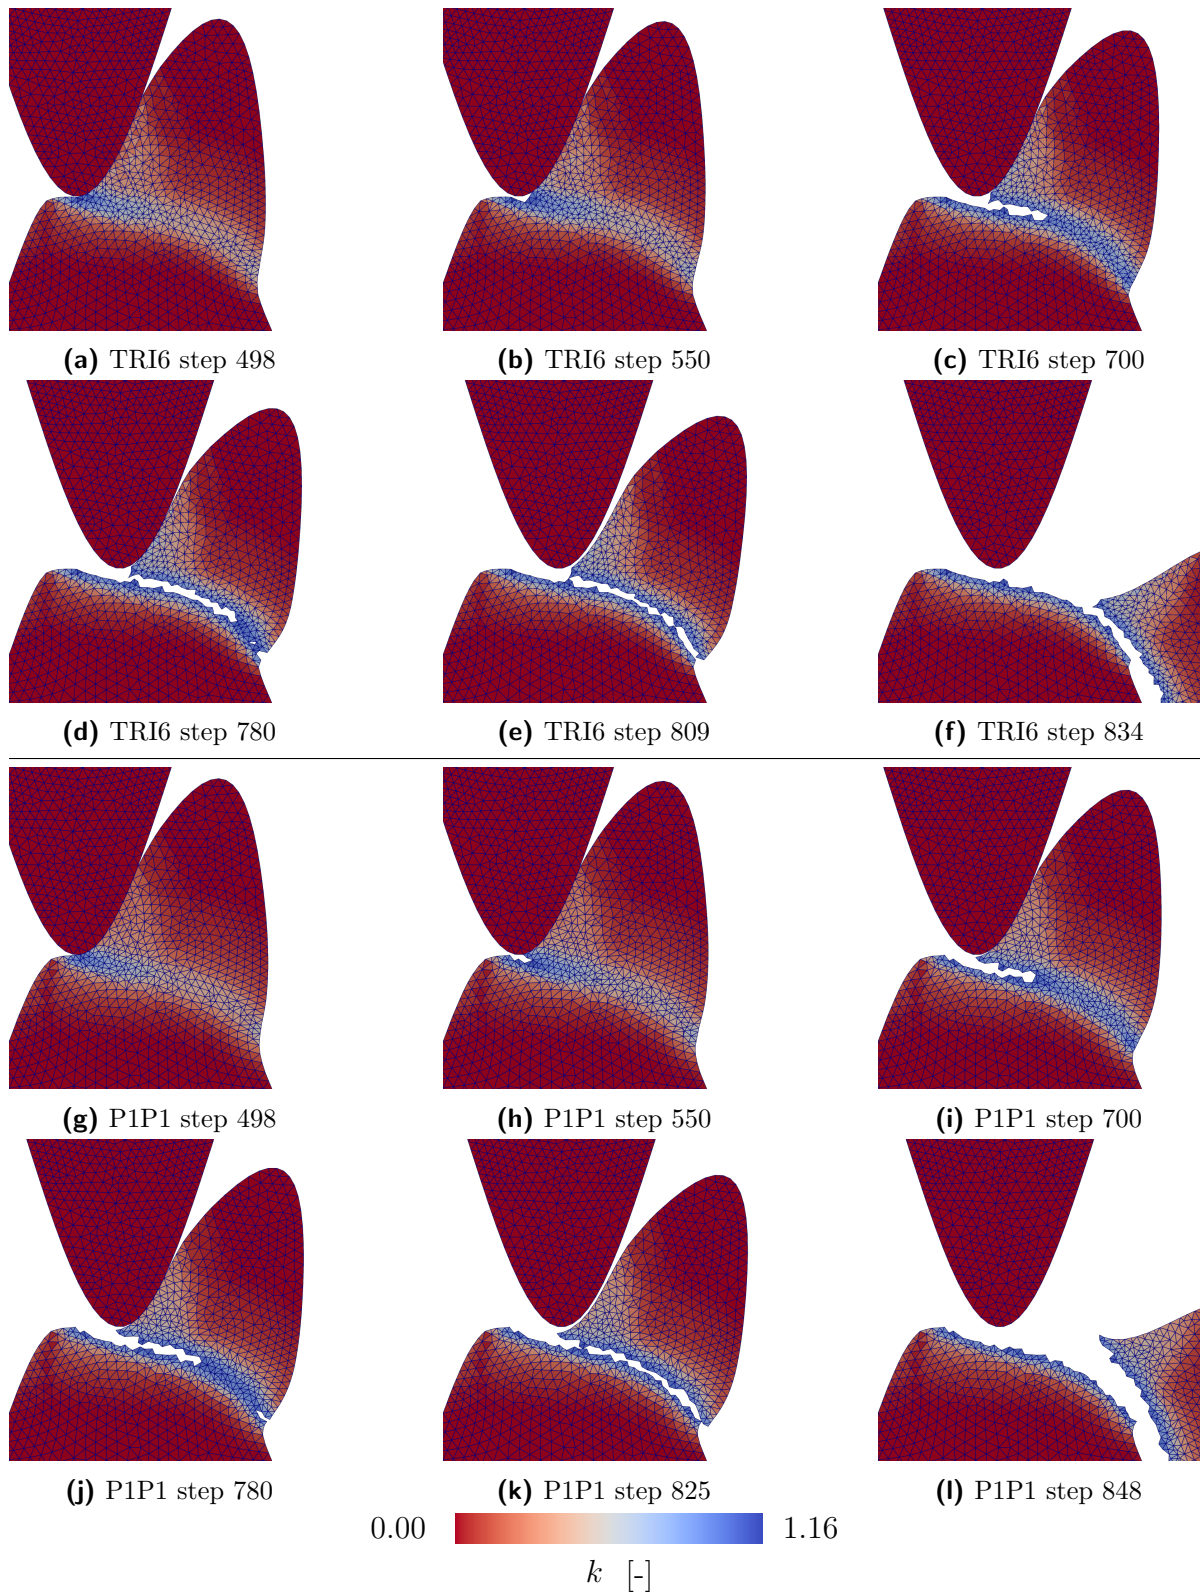 (a) TRI6 step 498
(b) TRI6 step 550
(c) TRI6 step 700
(d) TRI6 step 780
(e) TRI6 step 809
(f) TRI6 step 834
(g) P1P1 step 498
(h) P1P1 step 550
(i) P1P1 step 700
(j) P1P1 step 780
(k) P1P1 step 825
(l) P1P1 step 848
0.00 1.16
k [-]